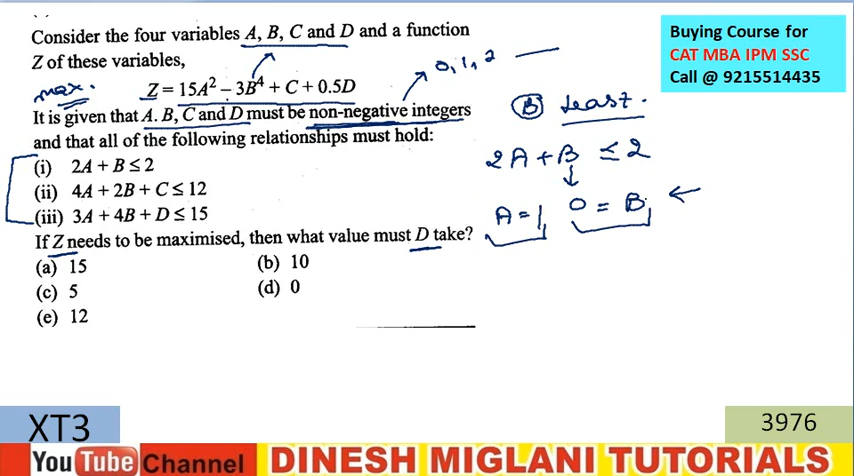 Consider the four variables A, B, C and D and a function
Z of these variables,
max.
Z = 15A² – 3B⁴ + C + 0.5D
0, 1, 2
It is given that A. B, C and D must be non-negative integers
and that all of the following relationships must hold:
(i) 2A + B ≤ 2
(ii) 4A + 2B + C ≤ 12
(iii) 3A + 4B + D ≤ 15
If Z needs to be maximised, then what value must D take?
(a) 15 (b) 10
(c) 5 (d) 0
(e) 12
Buying Course for
CAT MBA IPM SSC
Call @ 9215514435
B Least.
2A + B ≤ 2
A = 1, 0 = B,
XT3
3976
You Tube Channel DINESH MIGLANI TUTORIALS